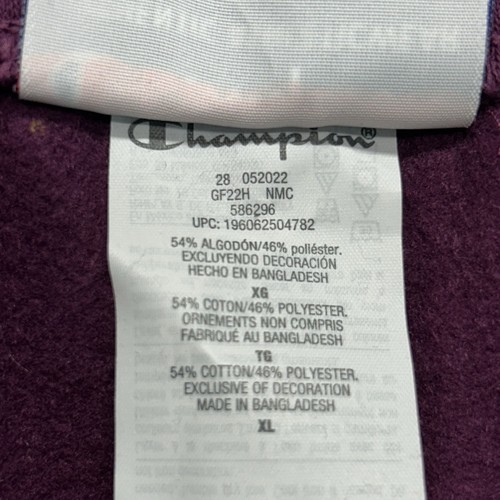 Champion®
28 052022
GF22H NMC
586296
UPC: 196062504782
54% ALGODÓN/46% poliéster.
EXCLUYENDO DECORACIÓN
HECHO EN BANGLADESH
XG
54% COTON/46% POLYESTER.
ORNEMENTS NON COMPRIS
FABRIQUÉ AU BANGLADESH
TG
54% COTTON/46% POLYESTER.
EXCLUSIVE OF DECORATION
MADE IN BANGLADESH
XL